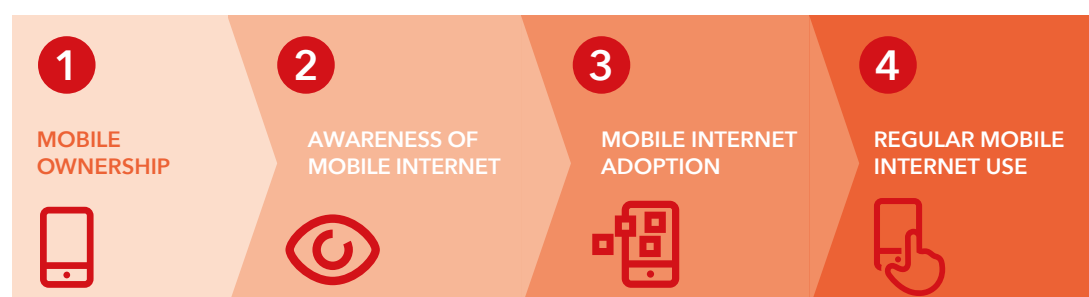 1
MOBILE
OWNERSHIP
2
AWARENESS OF
MOBILE INTERNET
3
MOBILE INTERNET
ADOPTION
4
REGULAR MOBILE
INTERNET USE